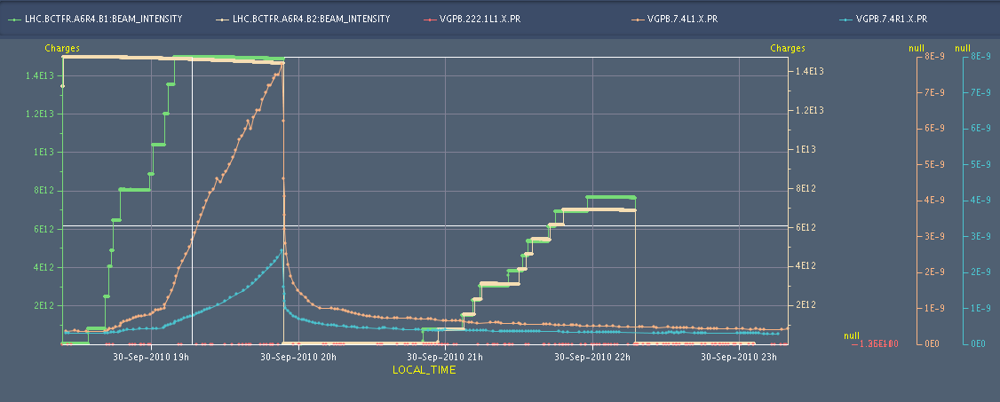 LHC.BCTFR.A6R4.B1:BEAM_INTENSITY LHC.BCTFR.A6R4.B2:BEAM_INTENSITY VGPB.222.1L1.X.PR VGPB.7.4L1.X.PR VGPB.7.4R1.X.PR
Charges Charges null null
8E-9 8E-9
1.4E13 1.4E13
7E-9 7E-9
1.2E13 1.2E13
6E-9 6E-9
1E13 1E13
5E-9 5E-9
8E12 8E12
4E-9 4E-9
6E12 6E12
3E-9 3E-9
4E12 4E12
2E-9 2E-9
2E12 2E12
1E-9 1E-9
null
0E0 0E0
30-Sep-2010 19h 30-Sep-2010 20h 30-Sep-2010 21h 30-Sep-2010 22h 30-Sep-2010 23h
LOCAL_TIME